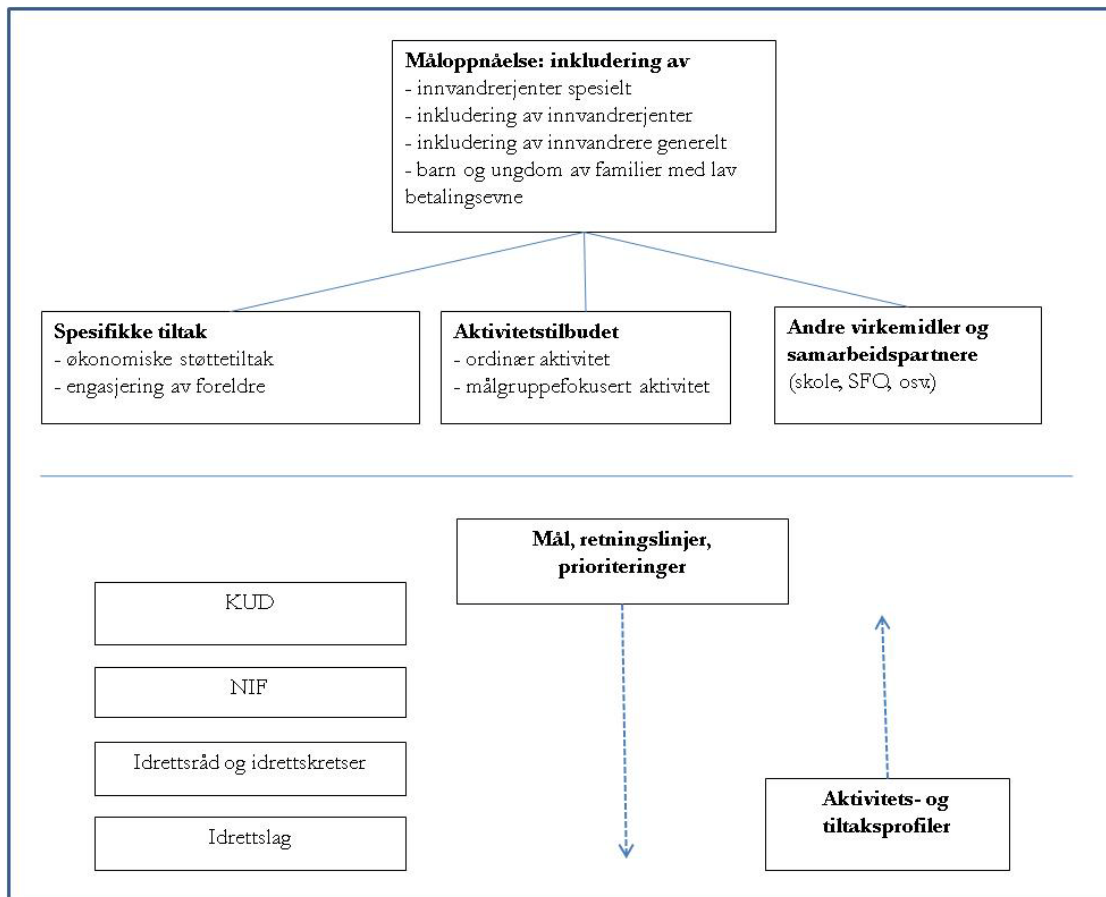 Måloppnåelse: inkludering av
- innvandrerjenter spesielt
- inkludering av innvandrerjenter
- inkludering av innvandrere generelt
- barn og ungdom av familier med lav
betalingsevne
Spesifikke tiltak
- økonomiske støttetiltak
- engasjering av foreldre
Aktivitetstilbudet
- ordinær aktivitet
- målgruppefokusert aktivitet
Andre virkemidler og
samarbeidspartnere
(skole, SFO, osv.)
Mål, retningslinjer,
prioriteringer
KUD
NIF
Idrettsråd og idrettskretser
Idrettslag
Aktivitets- og
tiltaksprofiler